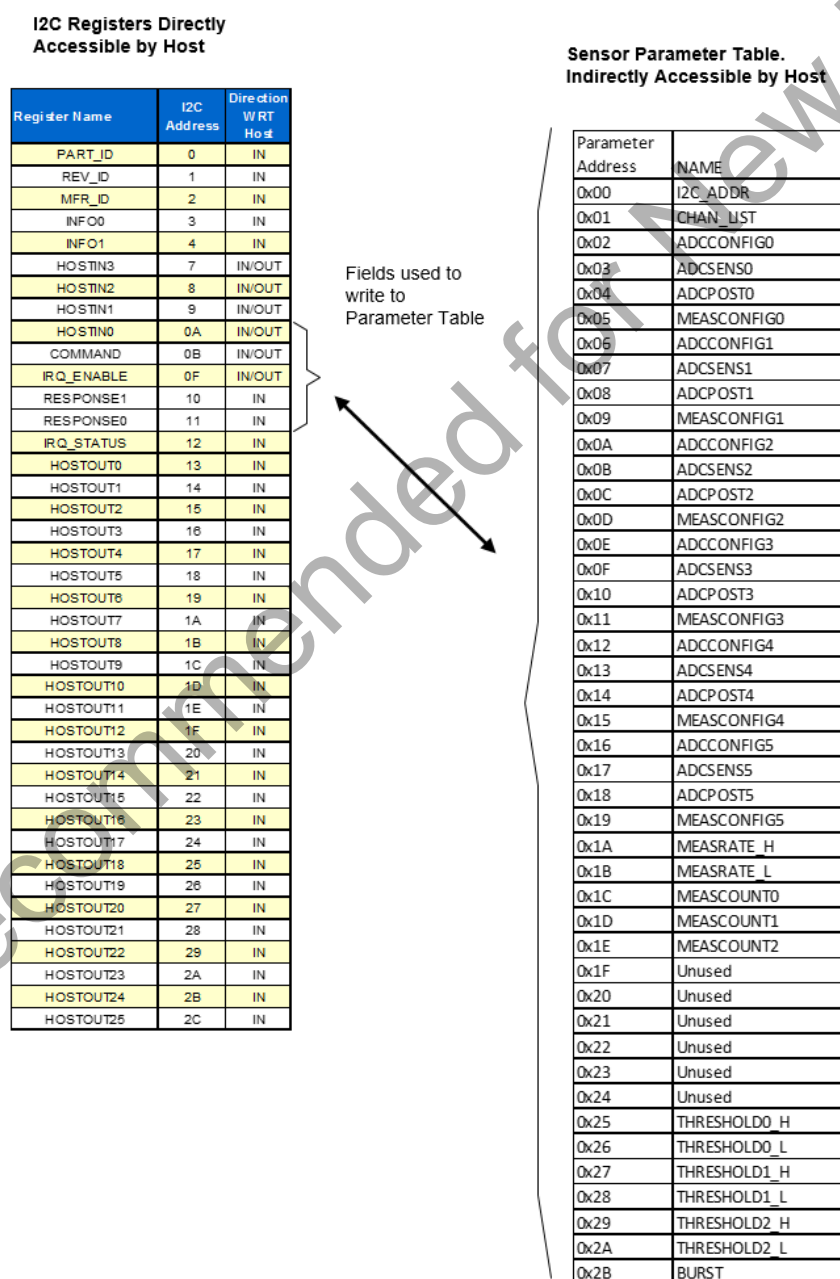 I2C Registers Directly
Accessible by Host
Register Name I2C Address Direction WRT Host
PART_ID 0 IN
REV_ID 1 IN
MFR_ID 2 IN
INFO0 3 IN
INFO1 4 IN
HOSTIN3 7 IN/OUT
HOSTIN2 8 IN/OUT
HOSTIN1 9 IN/OUT
HOSTIN0 0A IN/OUT
COMMAND 0B IN/OUT
IRQ_ENABLE 0F IN/OUT
RESPONSE1 10 IN
RESPONSE0 11 IN
IRQ_STATUS 12 IN
HOSTOUT0 13 IN
HOSTOUT1 14 IN
HOSTOUT2 15 IN
HOSTOUT3 16 IN
HOSTOUT4 17 IN
HOSTOUT5 18 IN
HOSTOUT6 19 IN
HOSTOUT7 1A IN
HOSTOUT8 1B IN
HOSTOUT9 1C IN
HOSTOUT10 1D IN
HOSTOUT11 1E IN
HOSTOUT12 1F IN
HOSTOUT13 20 IN
HOSTOUT14 21 IN
HOSTOUT15 22 IN
HOSTOUT16 23 IN
HOSTOUT17 24 IN
HOSTOUT18 25 IN
HOSTOUT19 26 IN
HOSTOUT20 27 IN
HOSTOUT21 28 IN
HOSTOUT22 29 IN
HOSTOUT23 2A IN
HOSTOUT24 2B IN
HOSTOUT25 2C IN
Fields used to
write to
Parameter Table
Sensor Parameter Table.
Indirectly Accessible by Host
Parameter
Address NAME
0x00 I2C_ADDR
0x01 CHAN_LIST
0x02 ADCCONFIG0
0x03 ADCSENS0
0x04 ADCPOST0
0x05 MEASCONFIG0
0x06 ADCCONFIG1
0x07 ADCSENS1
0x08 ADCPOST1
0x09 MEASCONFIG1
0x0A ADCCONFIG2
0x0B ADCSENS2
0x0C ADCPOST2
0x0D MEASCONFIG2
0x0E ADCCONFIG3
0x0F ADCSENS3
0x10 ADCPOST3
0x11 MEASCONFIG3
0x12 ADCCONFIG4
0x13 ADCSENS4
0x14 ADCPOST4
0x15 MEASCONFIG4
0x16 ADCCONFIG5
0x17 ADCSENS5
0x18 ADCPOST5
0x19 MEASCONFIG5
0x1A MEASRATE_H
0x1B MEASRATE_L
0x1C MEASCOUNT0
0x1D MEASCOUNT1
0x1E MEASCOUNT2
0x1F Unused
0x20 Unused
0x21 Unused
0x22 Unused
0x23 Unused
0x24 Unused
0x25 THRESHOLD0_H
0x26 THRESHOLD0_L
0x27 THRESHOLD1_H
0x28 THRESHOLD1_L
0x29 THRESHOLD2_H
0x2A THRESHOLD2_L
0x2B BURST
ecommended for New